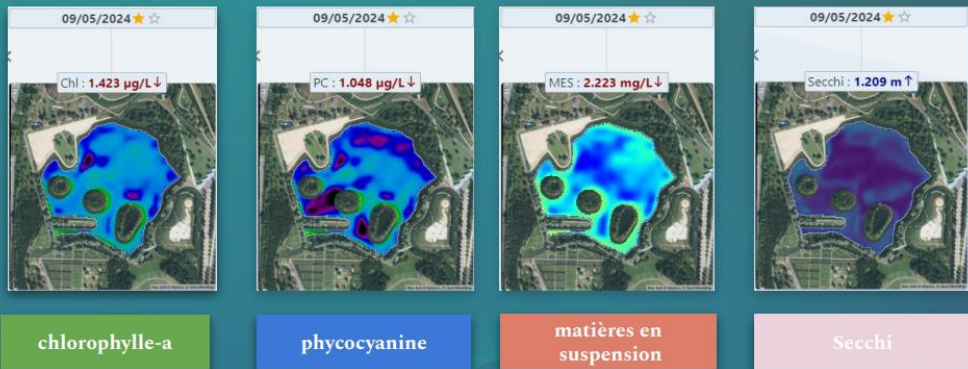 09/05/2024
09/05/2024
09/05/2024
09/05/2024
Chl : 1.423 µg/L↓
PC : 1.048 µg/L↓
MES : 2.223 mg/L↓
Secchi : 1.209 m↑
chlorophylle-a
phycocyanine
matières en
suspension
Secchi